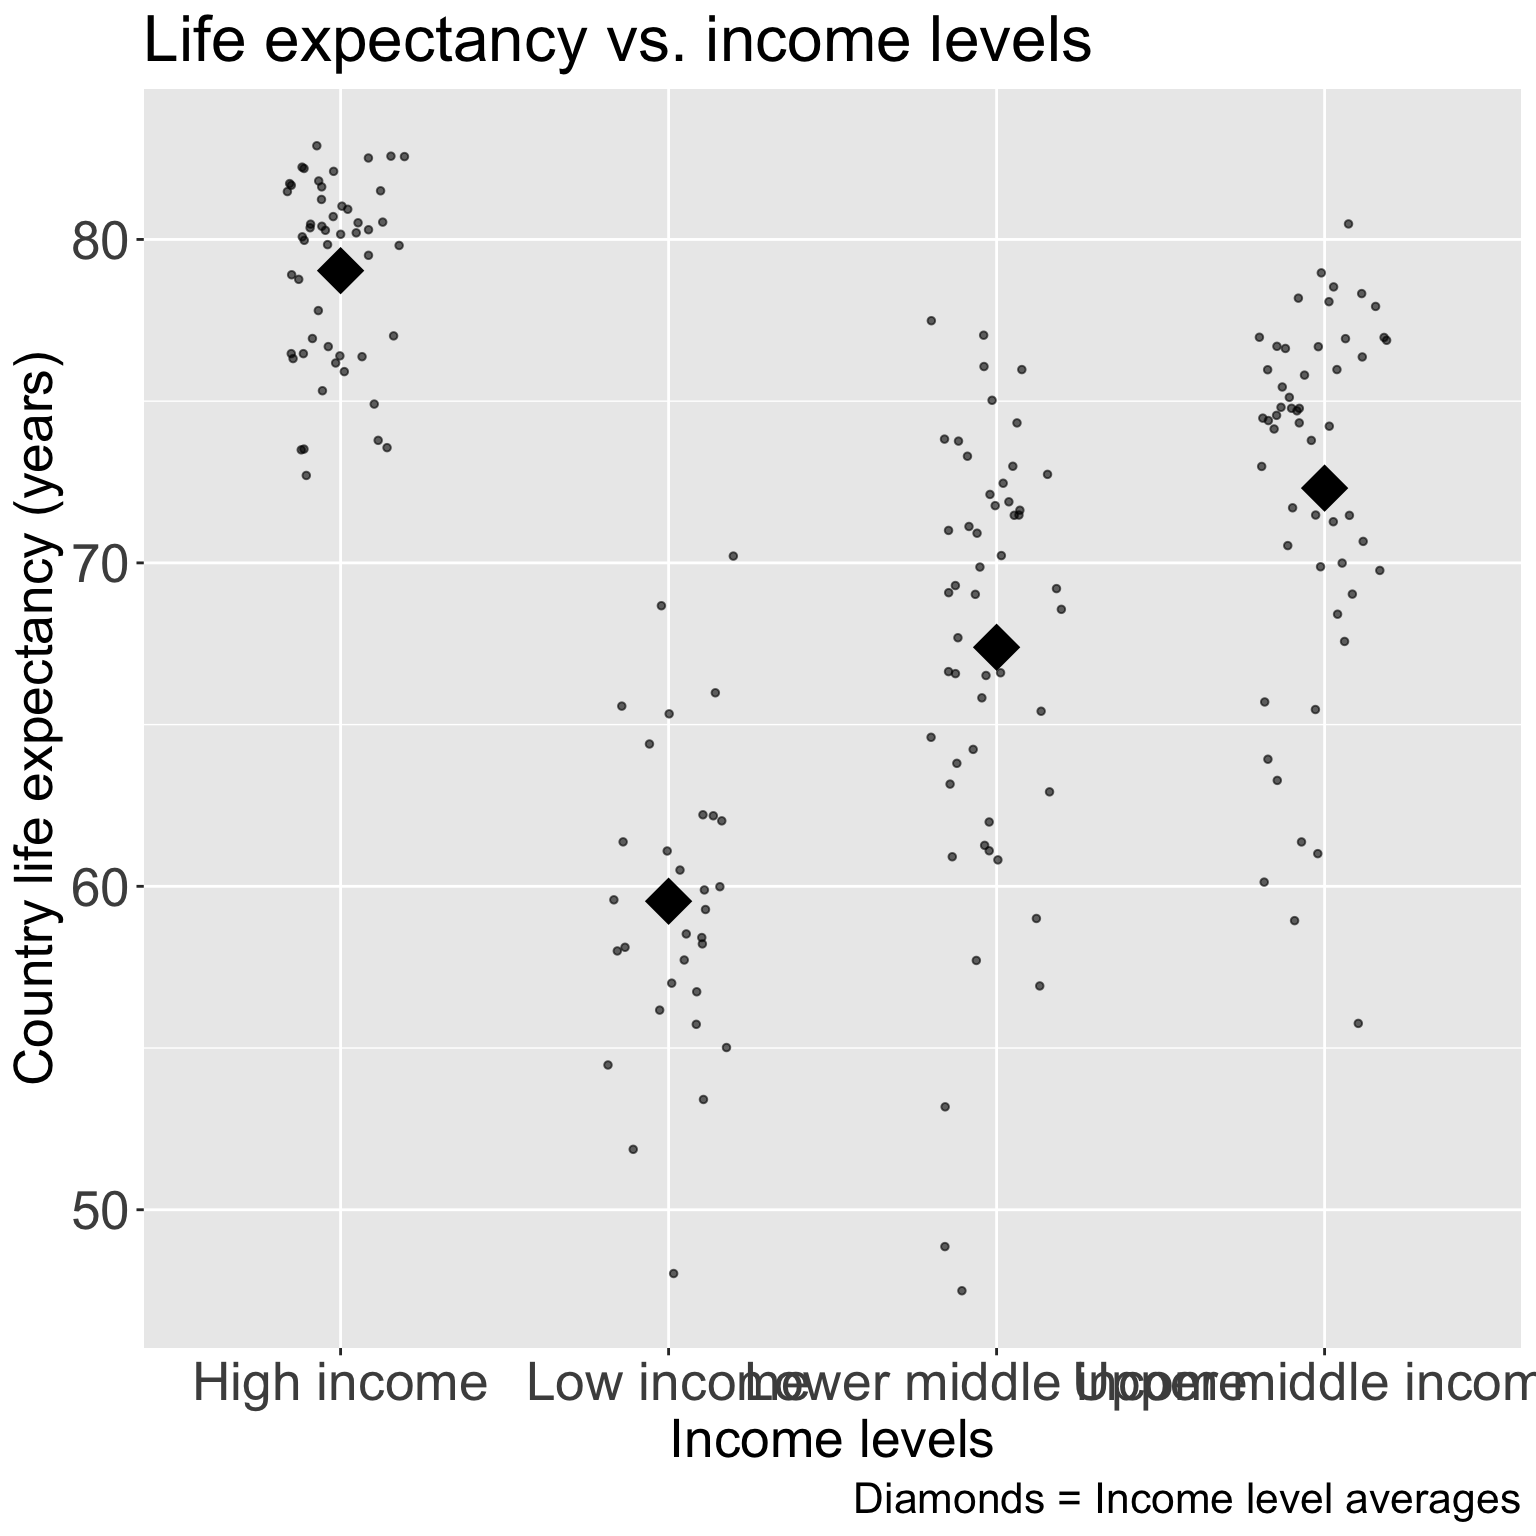 Life expectancy vs. income levels
Country life expectancy (years)
80
70
60
50
High income Low income Lower middle income Upper middle incom
Income levels
Diamonds = Income level averages